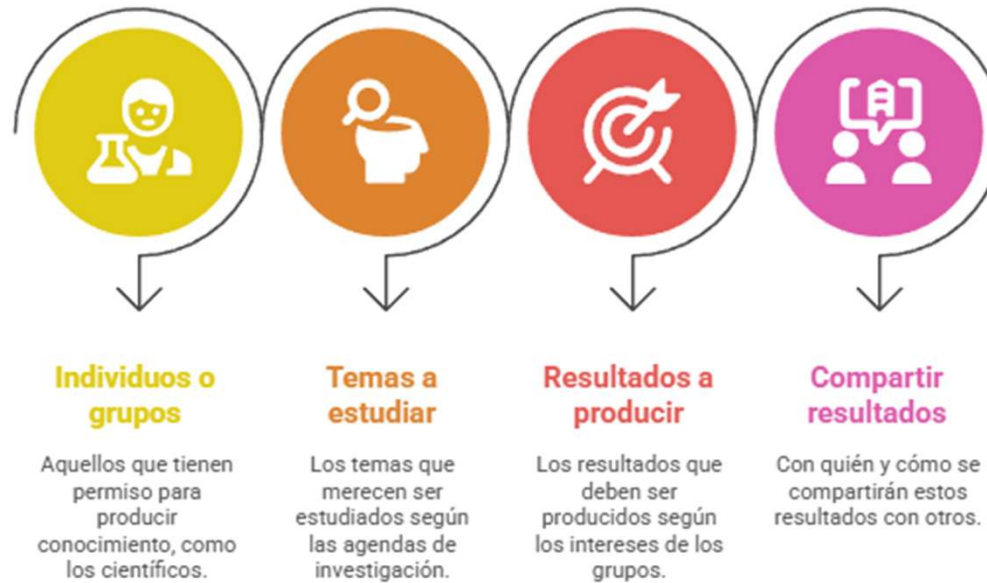 Individuos o
grupos
Aquellos que tienen
permiso para
producir
conocimiento, como
los científicos.
Temas a
estudiar
Los temas que
merecen ser
estudiados según
las agendas de
investigación.
Resultados a
producir
Los resultados que
deben ser
producidos según
los intereses de los
grupos.
Compartir
resultados
Con quién y cómo se
compartirán estos
resultados con otros.